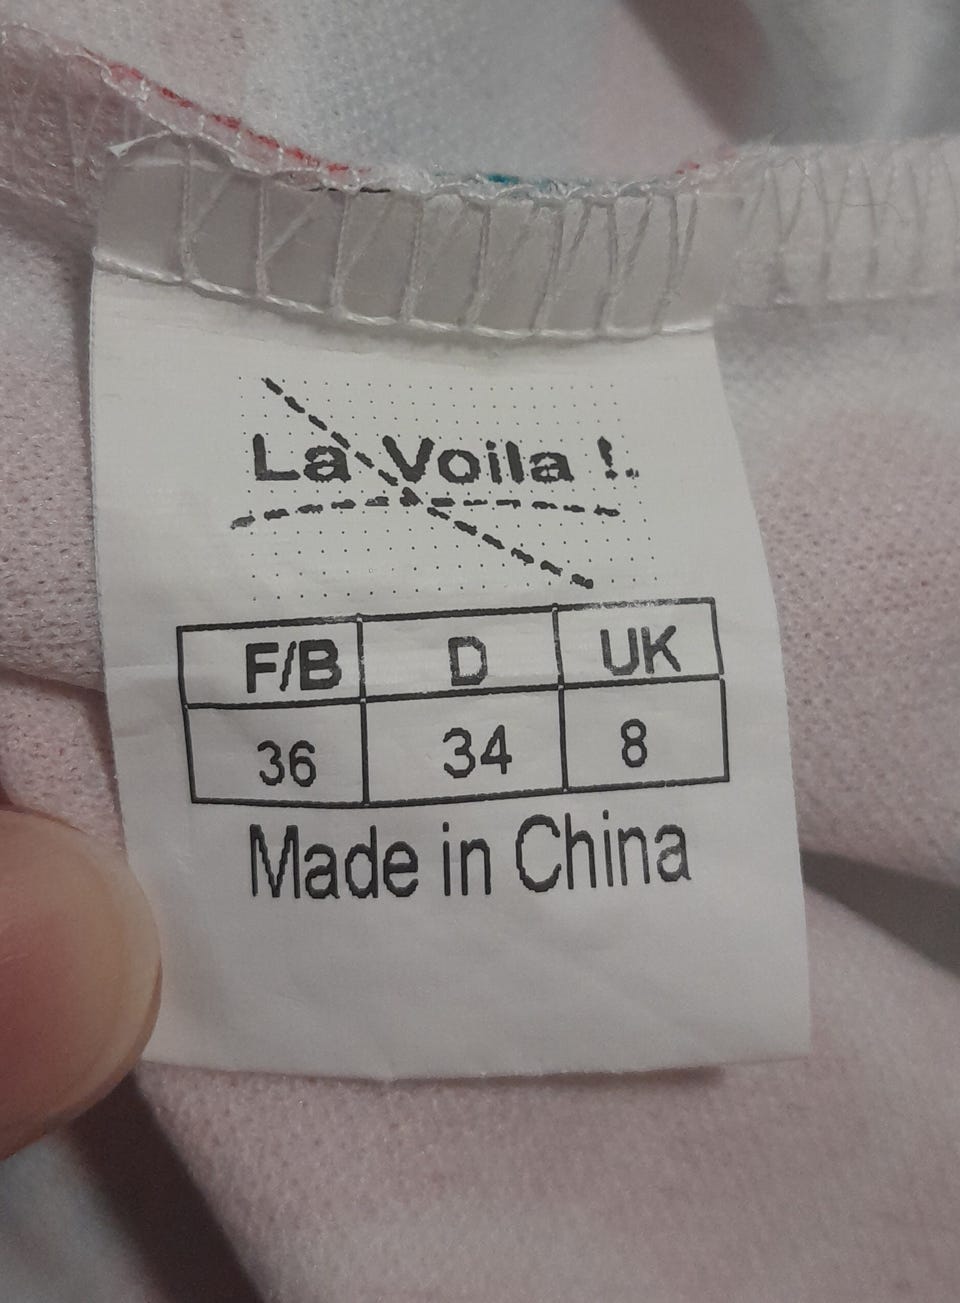 La Voila !.
F/B D UK
36 34 8
Made in China